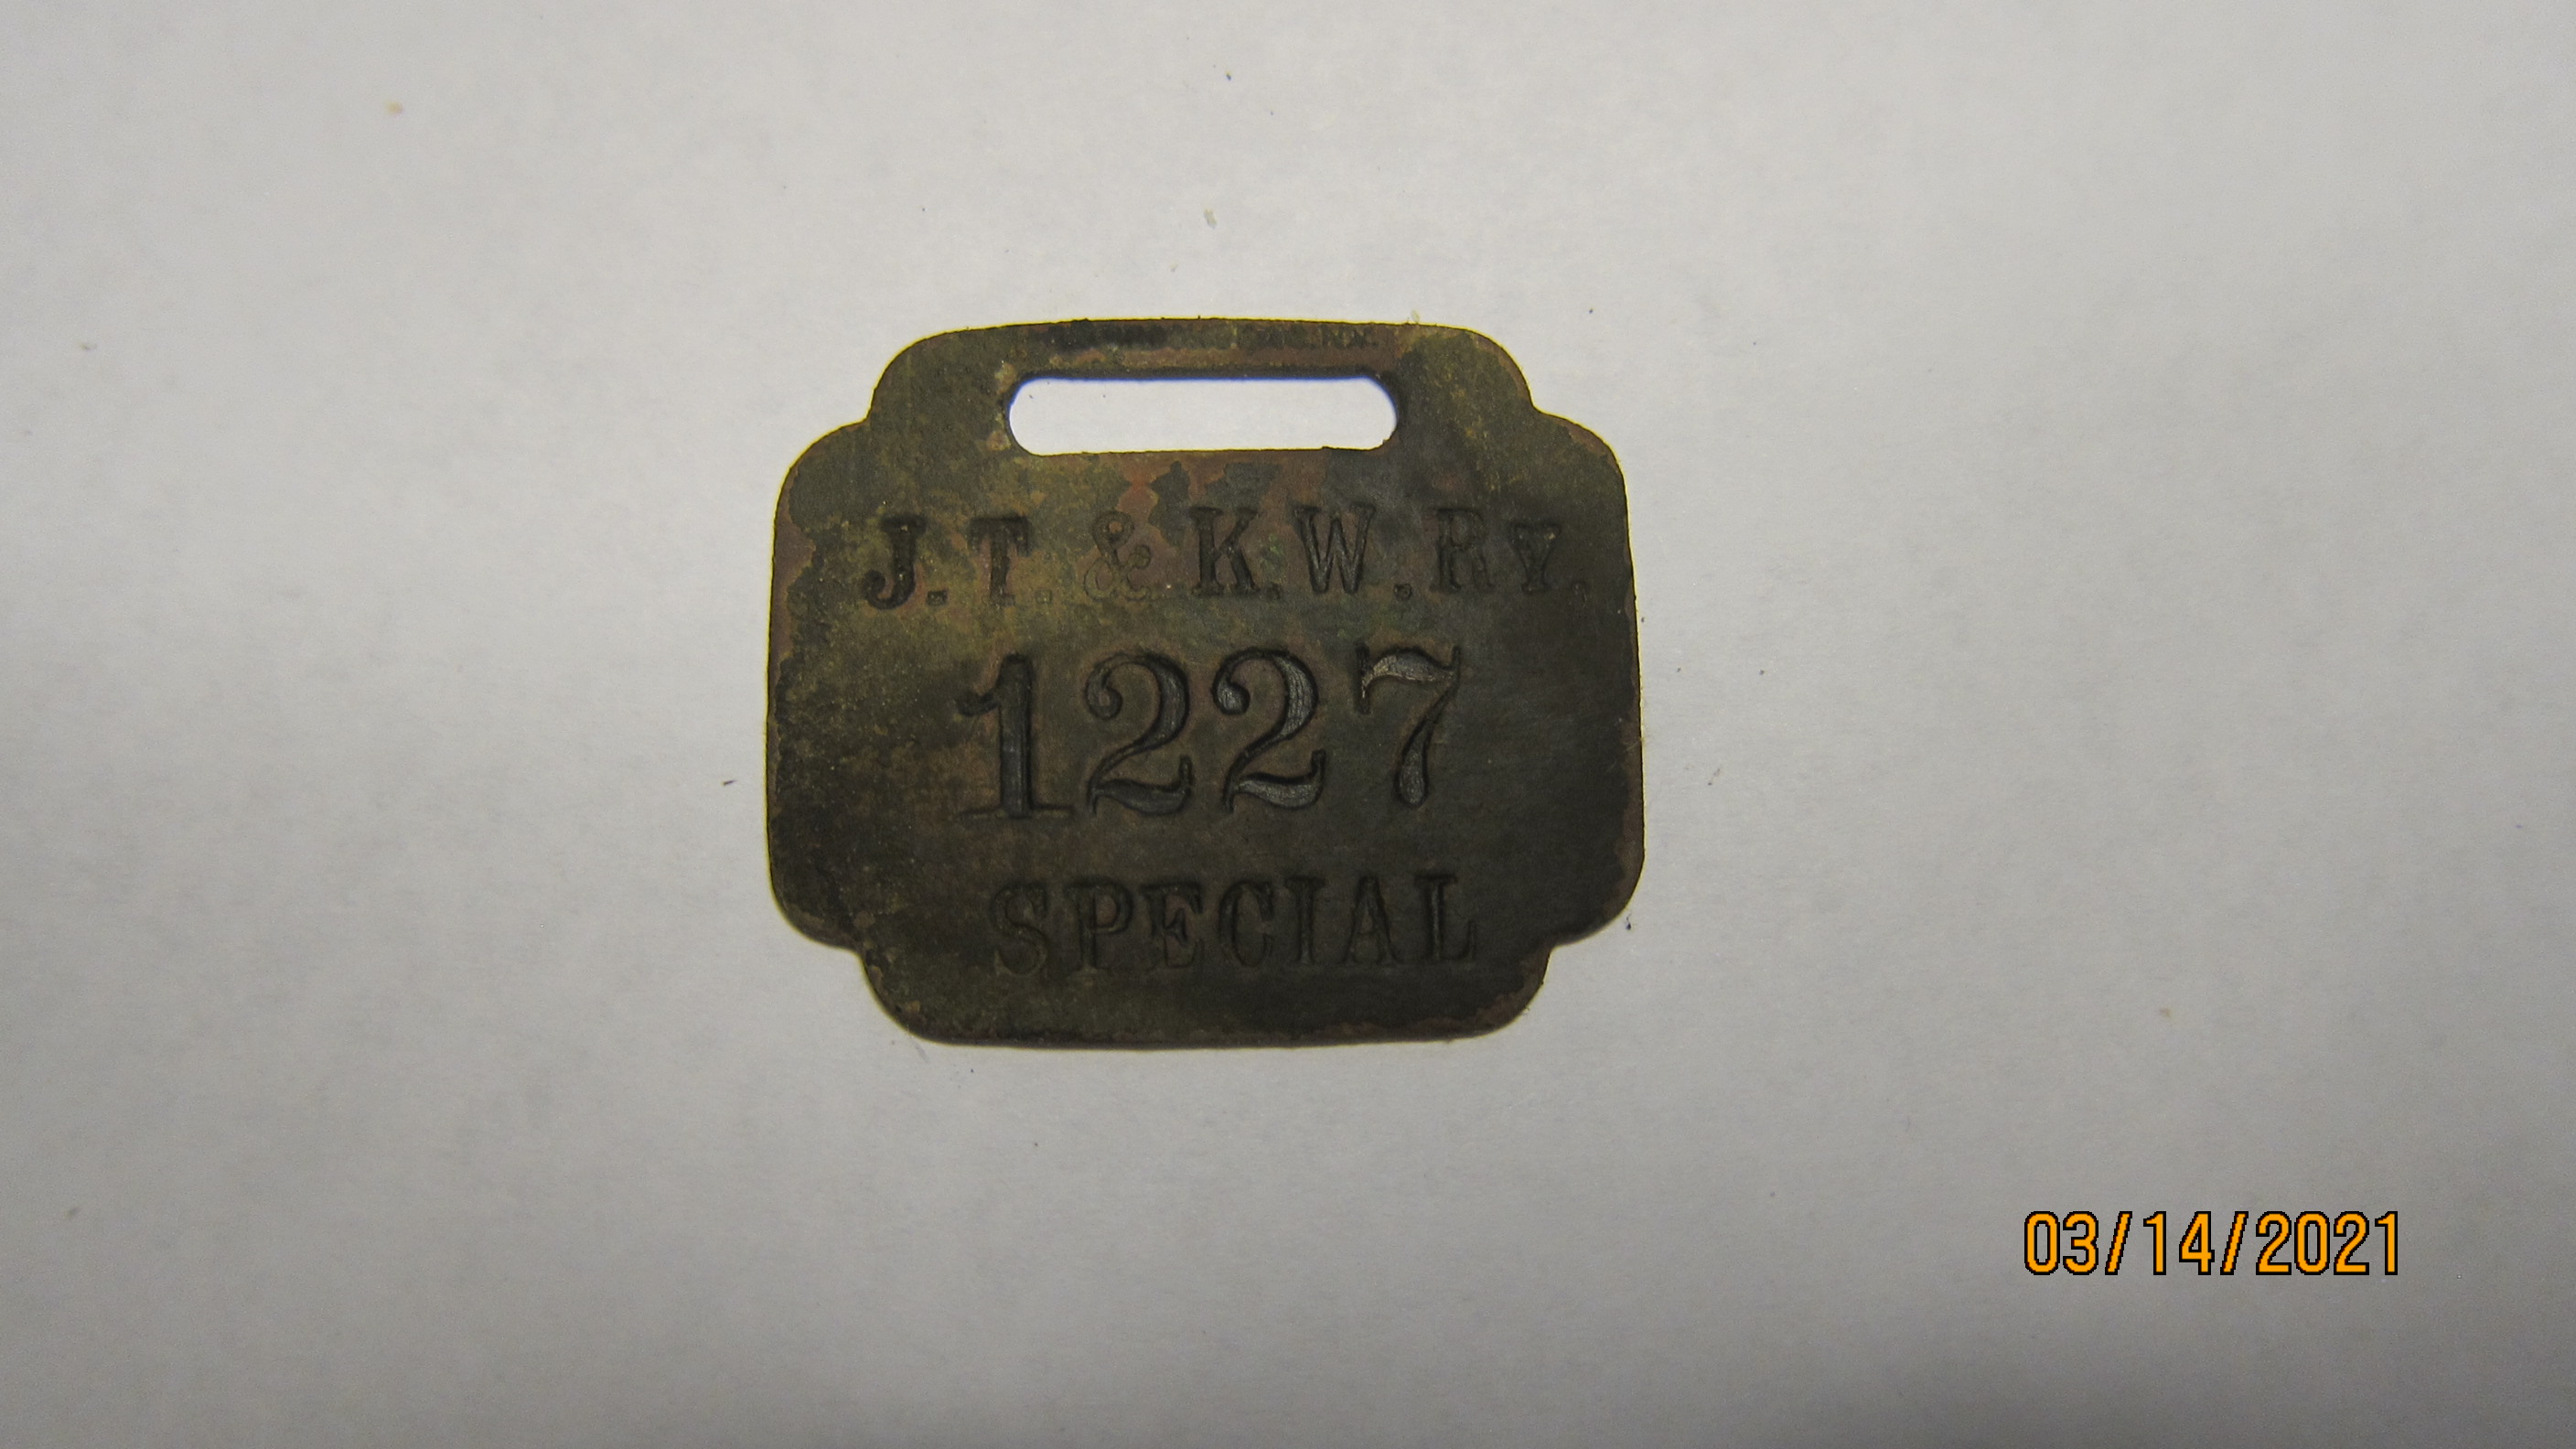 J.T. & K.W.RY.
1227
SPECIAL
03/14/2021